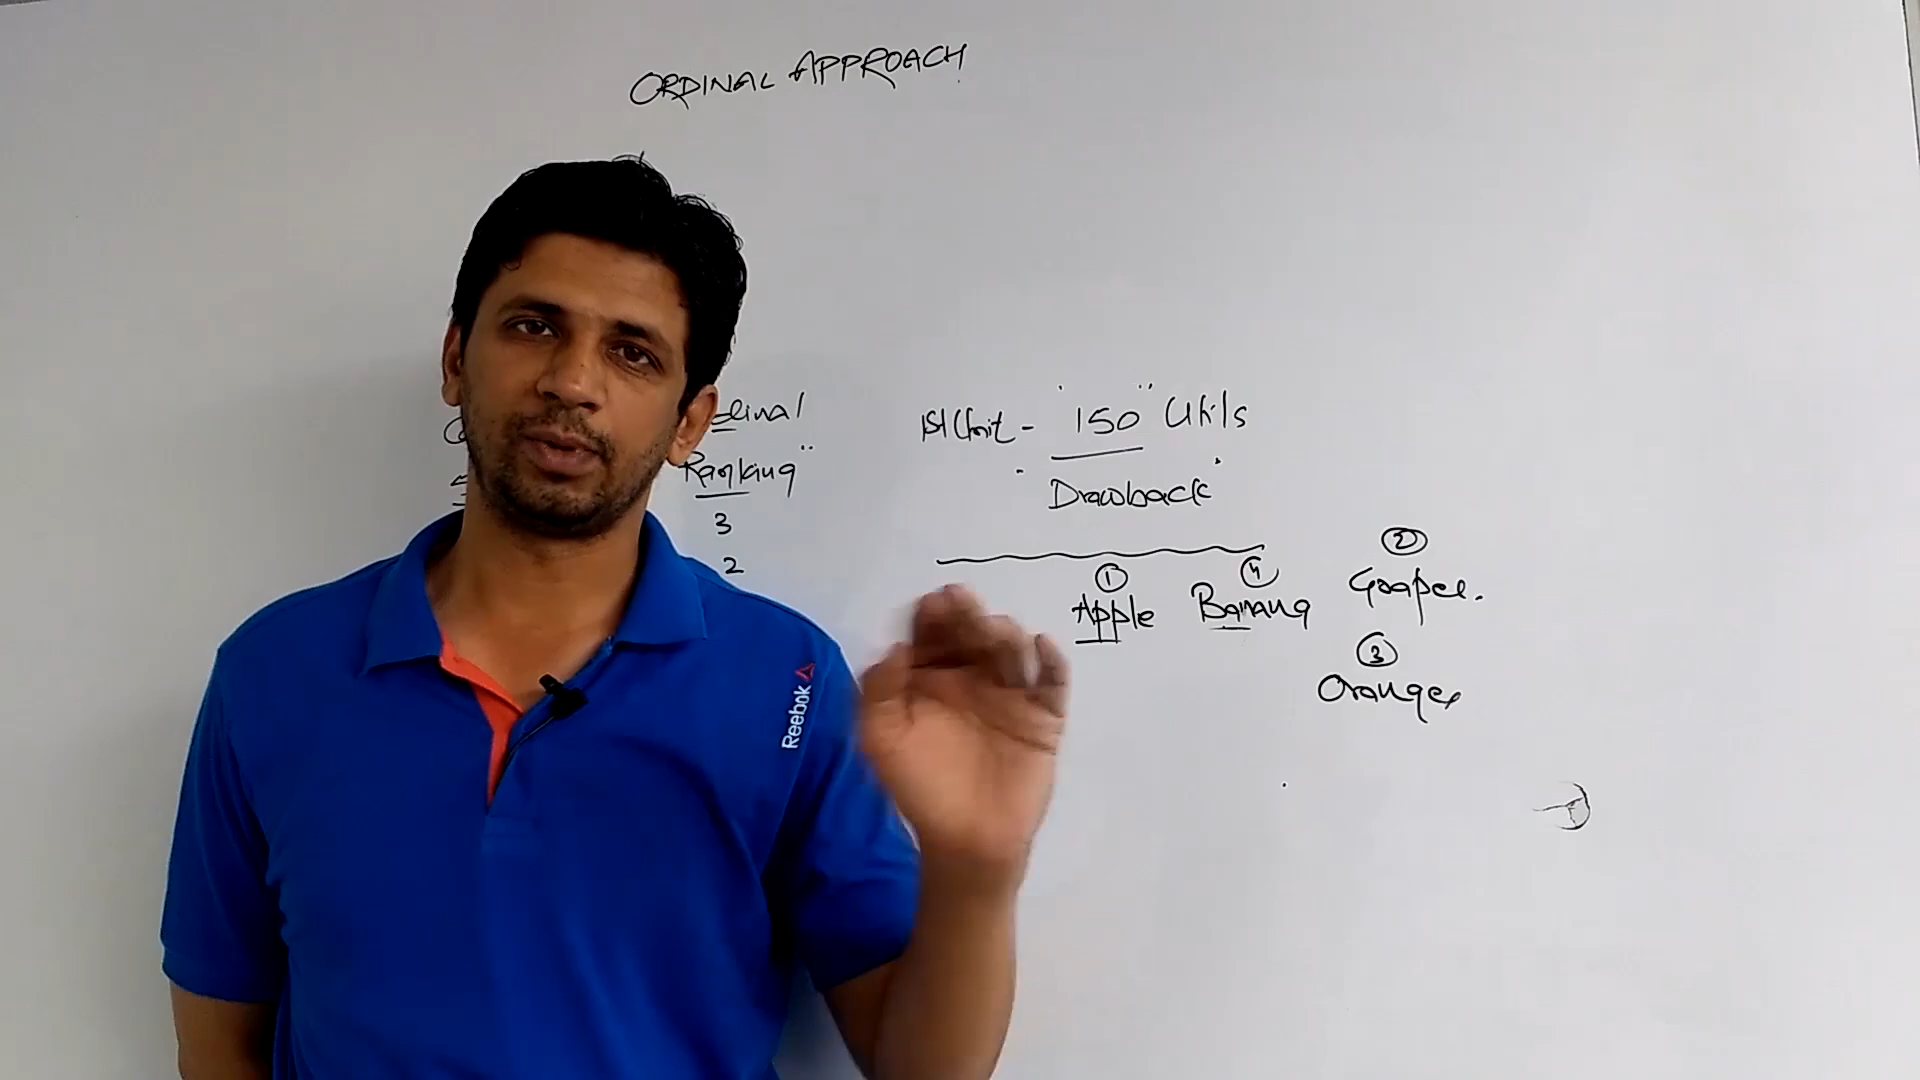 ORDINAL APPROACH
dinal
Ranking"
3
2
1st Unit - "150" Utils
"Drawback"
① ④ ②
Apple Banana Grapes.
③
Oranges
Reebok